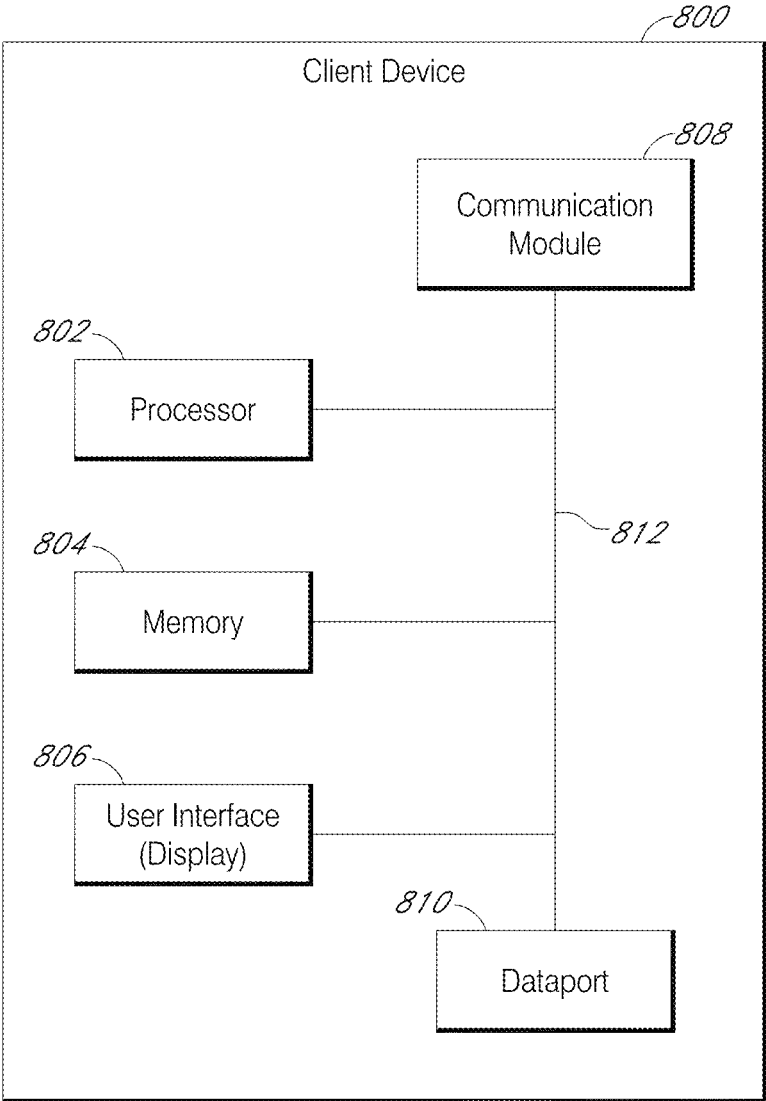 800
Client Device
808
Communication
Module
802
Processor
812
804
Memory
806
User Interface
(Display)
810
Dataport